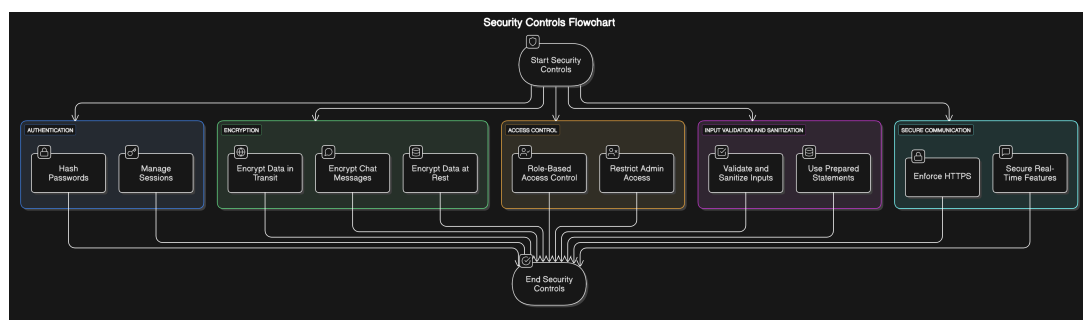 Security Controls Flowchart
Start Security
Controls
AUTHENTICATION
Hash
Passwords
Manage
Sessions
ENCRYPTION
Encrypt Data in
Transit
Encrypt Chat
Messages
Encrypt Data at
Rest
ACCESS CONTROL
Role-Based
Access Control
Restrict Admin
Access
INPUT VALIDATION AND SANITIZATION
Validate and
Sanitize Inputs
Use Prepared
Statements
SECURE COMMUNICATION
Enforce HTTPS
Secure Real-
Time Features
End Security
Controls